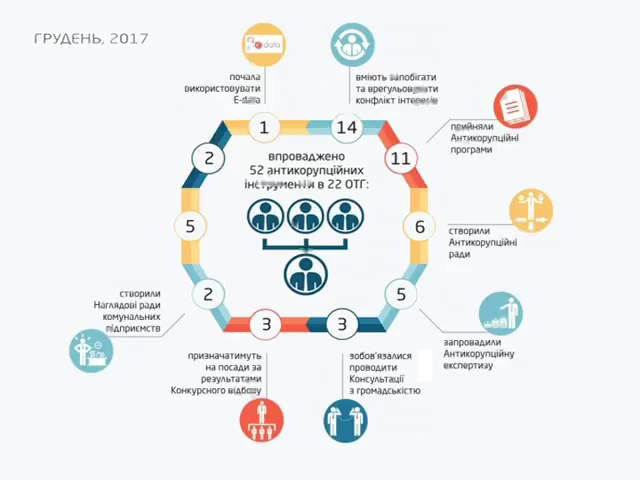 ГРУДЕНЬ, 2017
data
почала
використовувати
E-data
вміють запобігати
та врегульовувати
конфлікт інтересів
прийняли
Антикорупційні
програми
1
14
2
11
впроваджено
52 антикорупційних
інструменти в 22 ОТГ:
5
6
створили
Антикорупційні
ради
2
5
створили
Наглядові ради
комунальних
підприємств
3
3
запровадили
Антикорупційну
експертизу
призначатимуть
на посади за
результатами
Конкурсного відбору
зобов'язалися
проводити
Консультації
з громадськістю